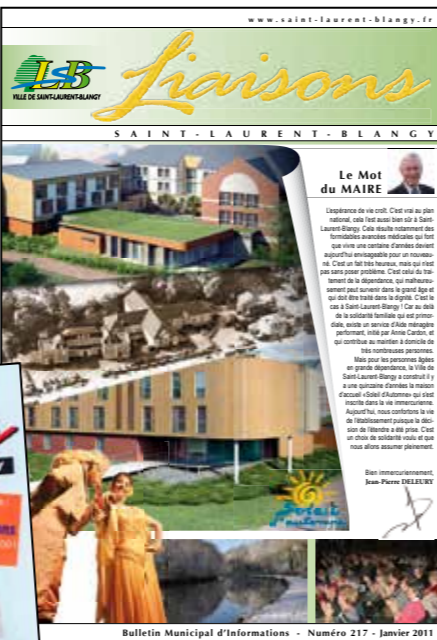 www.saint-laurent-blangy.fr
LSB
VILLE DE SAINT-LAURENT-BLANGY
Liaisons
SAINT-LAURENT-BLANGY
Le Mot
du MAIRE
L'espérance de vie croît. C'est vrai au plan
national, cela l'est aussi bien sûr à Saint-
Laurent-Blangy. Cela résulte notamment des
formidables avancées médicales qui font
que vivre une centaine d'années devient
aujourd'hui envisageable pour un nouveau-
né. C'est un fait très heureux, mais qui n'est
pas sans poser problème. C'est celui du trai-
tement de la dépendance, qui malheureu-
sement peut survenir dans le grand âge et
qui doit être traité dans la dignité. C'est le
cas à Saint-Laurent-Blangy ! Car au delà
de la solidarité familiale qui est primor-
diale, existe un service d'Aide ménagère
performant, initié par Annie Cardon, et
qui contribue au maintien à domicile de
très nombreuses personnes.
Mais pour les personnes âgées
en grande dépendance, la Ville de
Saint-Laurent-Blangy a construit il y
a une quinzaine d'années la maison
d'accueil «Soleil d'Automne» qui s'est
inscrite dans la vie immercurienne.
Aujourd'hui, nous confortons la vie
de l'établissement puisque la déci-
sion de l'étendre a été prise. C'est
un choix de solidarité voulu et que
nous allons assumer pleinement.
Bien immercuriennement,
Jean-Pierre DELEURY
Soleil
d'automne
Bulletin Municipal d'Informations - Numéro 217 - Janvier 2011